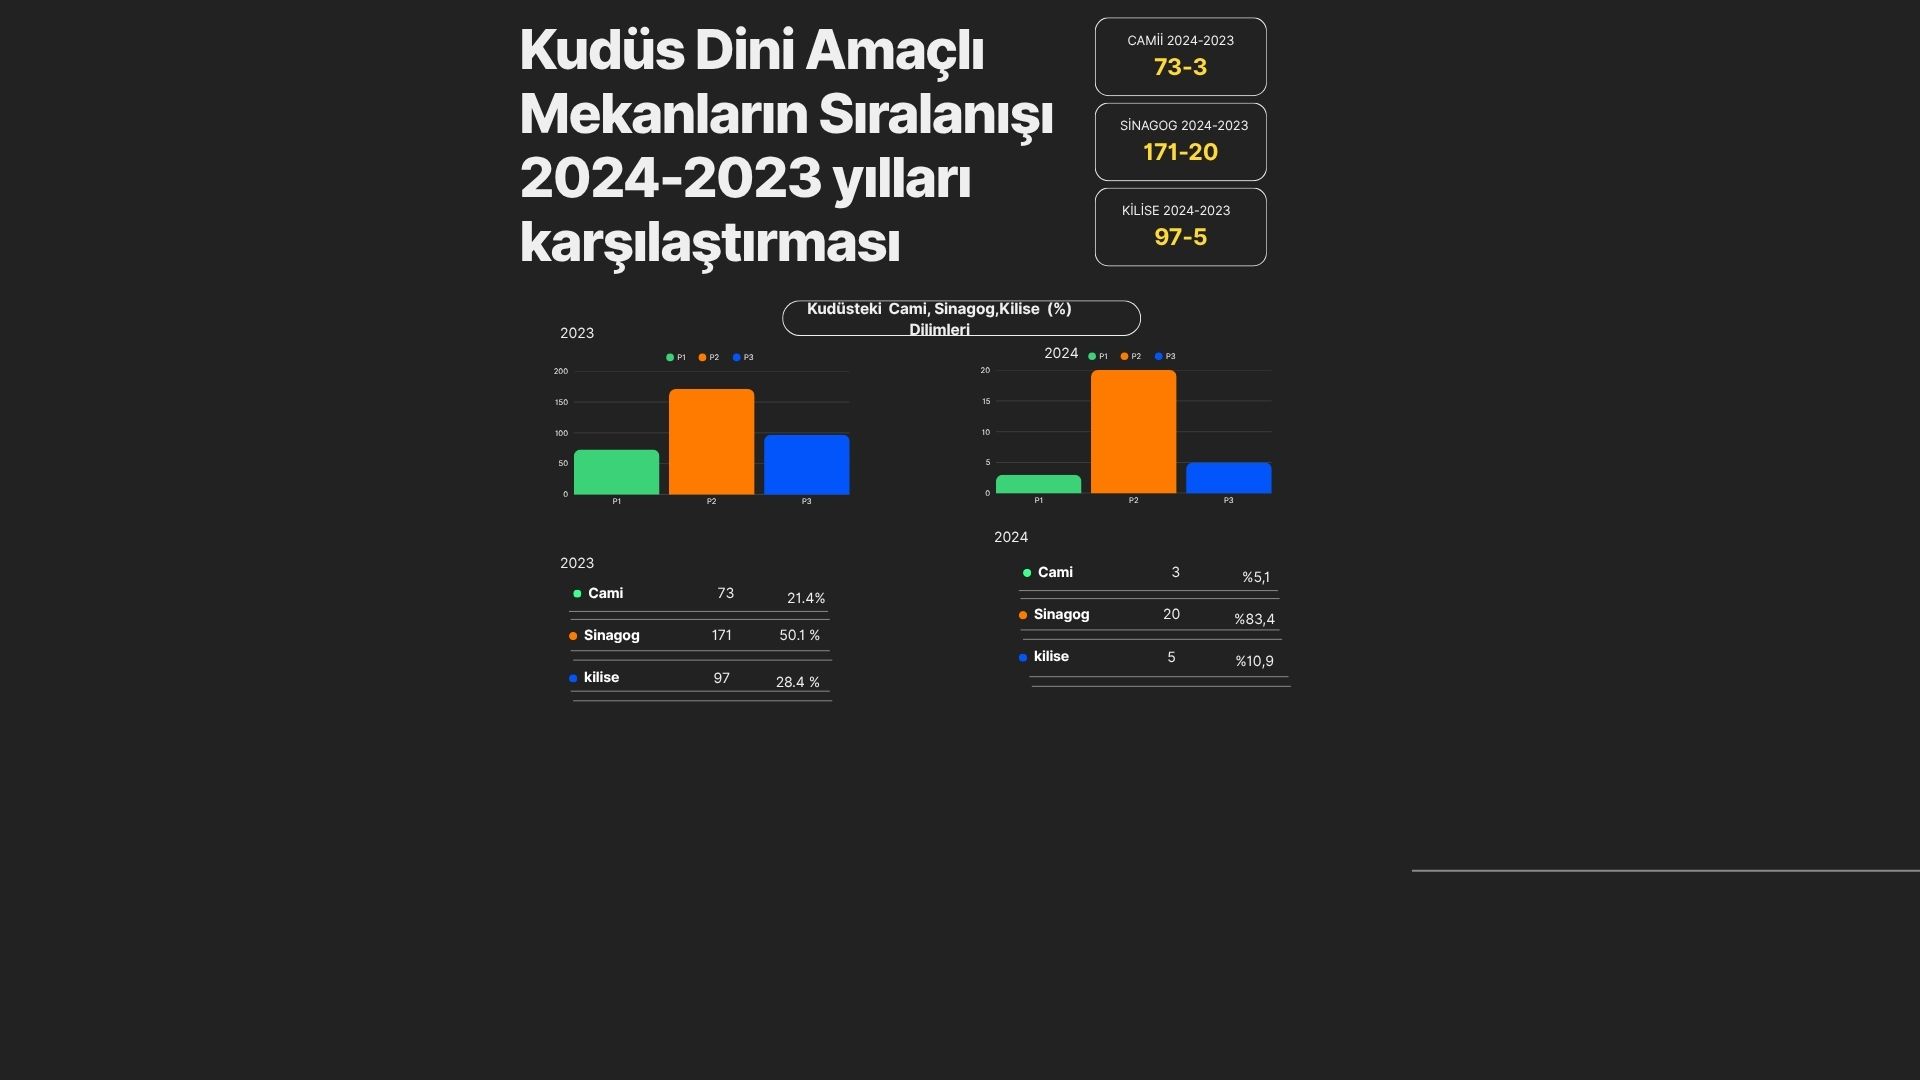 Kudüs Dini Amaçlı
Mekanların Sıralanışı
2024-2023 yılları
karşılaştırması
CAMİİ 2024-2023
73-3
SİNAGOG 2024-2023
171-20
KİLİSE 2024-2023
97-5
Kudüsteki Cami, Sinagog,Kilise (%)
Dilimleri
2023
P1 P2 P3
200
150
100
50
0
P1 P2 P3
2024 P1 P2 P3
20
15
10
5
0
P1 P2 P3
2023
Cami 73 21.4%
Sinagog 171 50.1 %
kilise 97 28.4 %
2024
Cami 3 %5,1
Sinagog 20 %83,4
kilise 5 %10,9